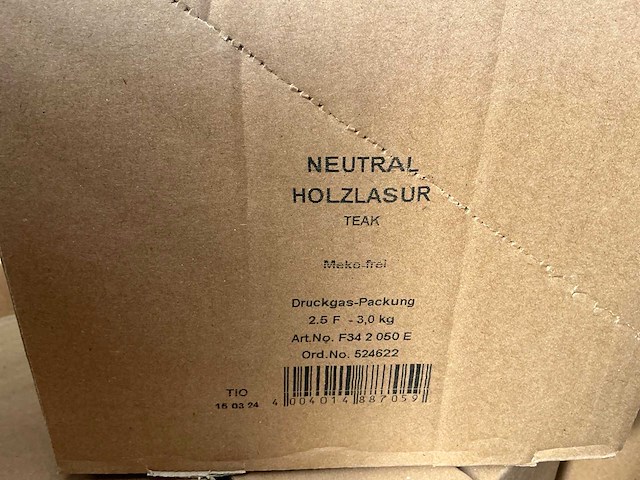 NEUTRAL
HOLZLASUR
TEAK
Meko-frei
Druckgas-Packung
2.5 F - 3,0 kg
Art.No. F34 2 050 E
Ord.No. 524622
TIO
15 03 24
4 004014 887059